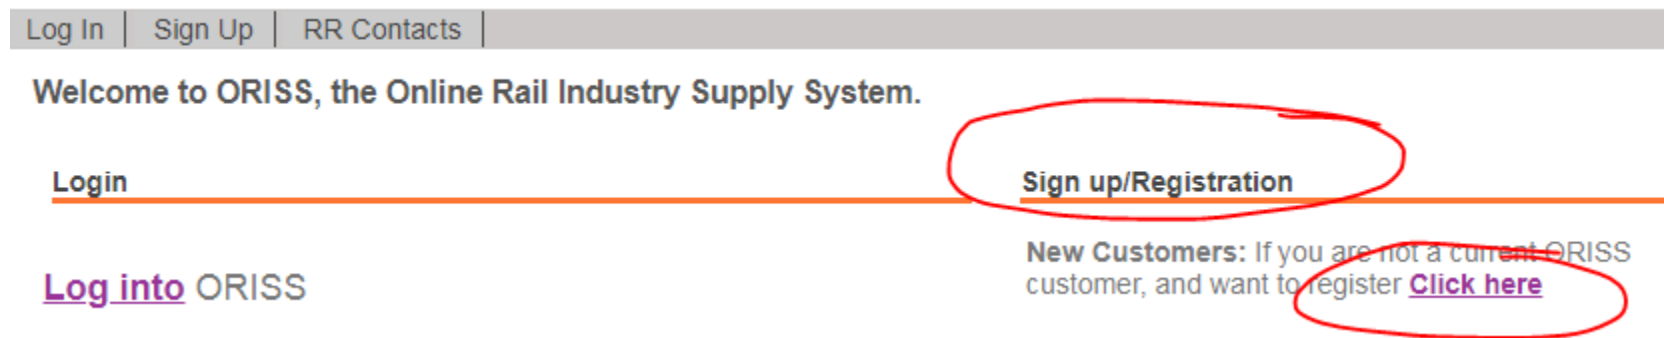 Log In | Sign Up | RR Contacts |
Welcome to ORISS, the Online Rail Industry Supply System.
Login
Log into ORISS
Sign up/Registration
New Customers: If you are not a current ORISS
customer, and want to register Click here